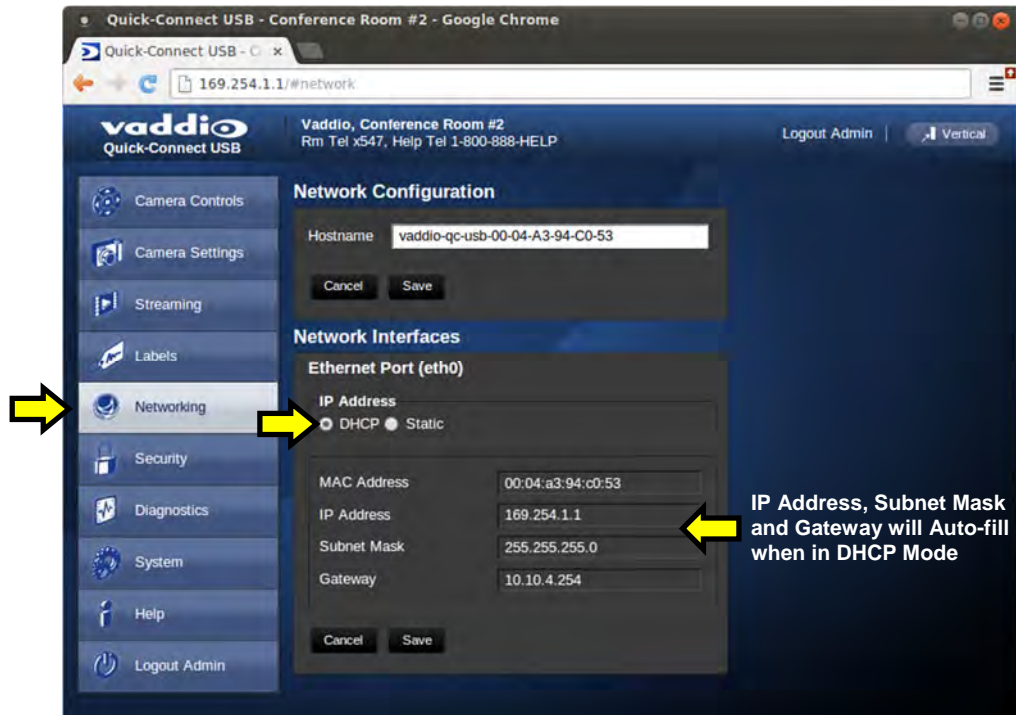 Quick-Connect USB - Conference Room #2 - Google Chrome
Quick-Connect USB - C
169.254.1.1/#network
vaddio
Quick-Connect USB
Vaddio, Conference Room #2
Rm Tel x547, Help Tel 1-800-888-HELP
Logout Admin
Vertical
Camera Controls
Camera Settings
Streaming
Labels
Networking
Security
Diagnostics
System
Help
Logout Admin
Network Configuration
Hostname vaddio-qc-usb-00-04-A3-94-C0-53
Cancel Save
Network Interfaces
Ethernet Port (eth0)
IP Address
DHCP Static
MAC Address 00:04:a3:94:c0:53
IP Address 169.254.1.1
Subnet Mask 255.255.255.0
Gateway 10.10.4.254
Cancel Save
IP Address, Subnet Mask
and Gateway will Auto-fill
when in DHCP Mode